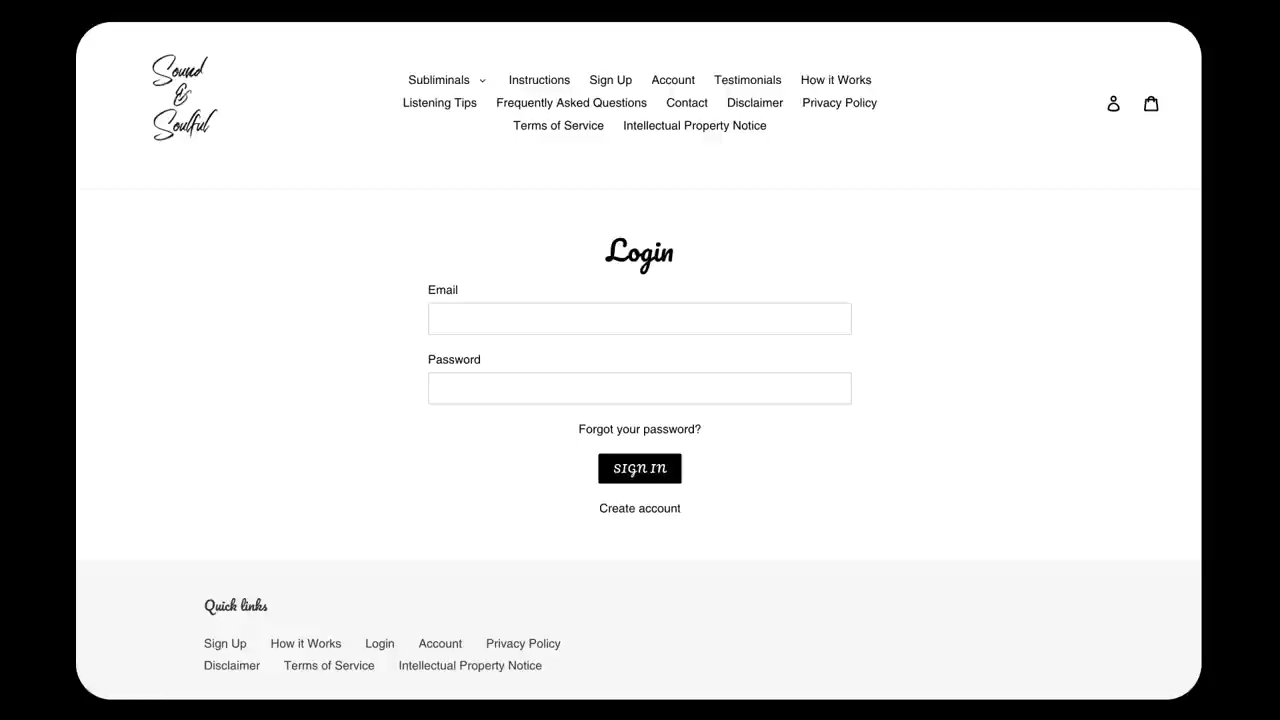 Sound
&
Soulful
Subliminals Instructions Sign Up Account Testimonials How it Works
Listening Tips Frequently Asked Questions Contact Disclaimer Privacy Policy
Terms of Service Intellectual Property Notice
Login
Email
Password
Forgot your password?
SIGN IN
Create account
Quick links
Sign Up How it Works Login Account Privacy Policy
Disclaimer Terms of Service Intellectual Property Notice